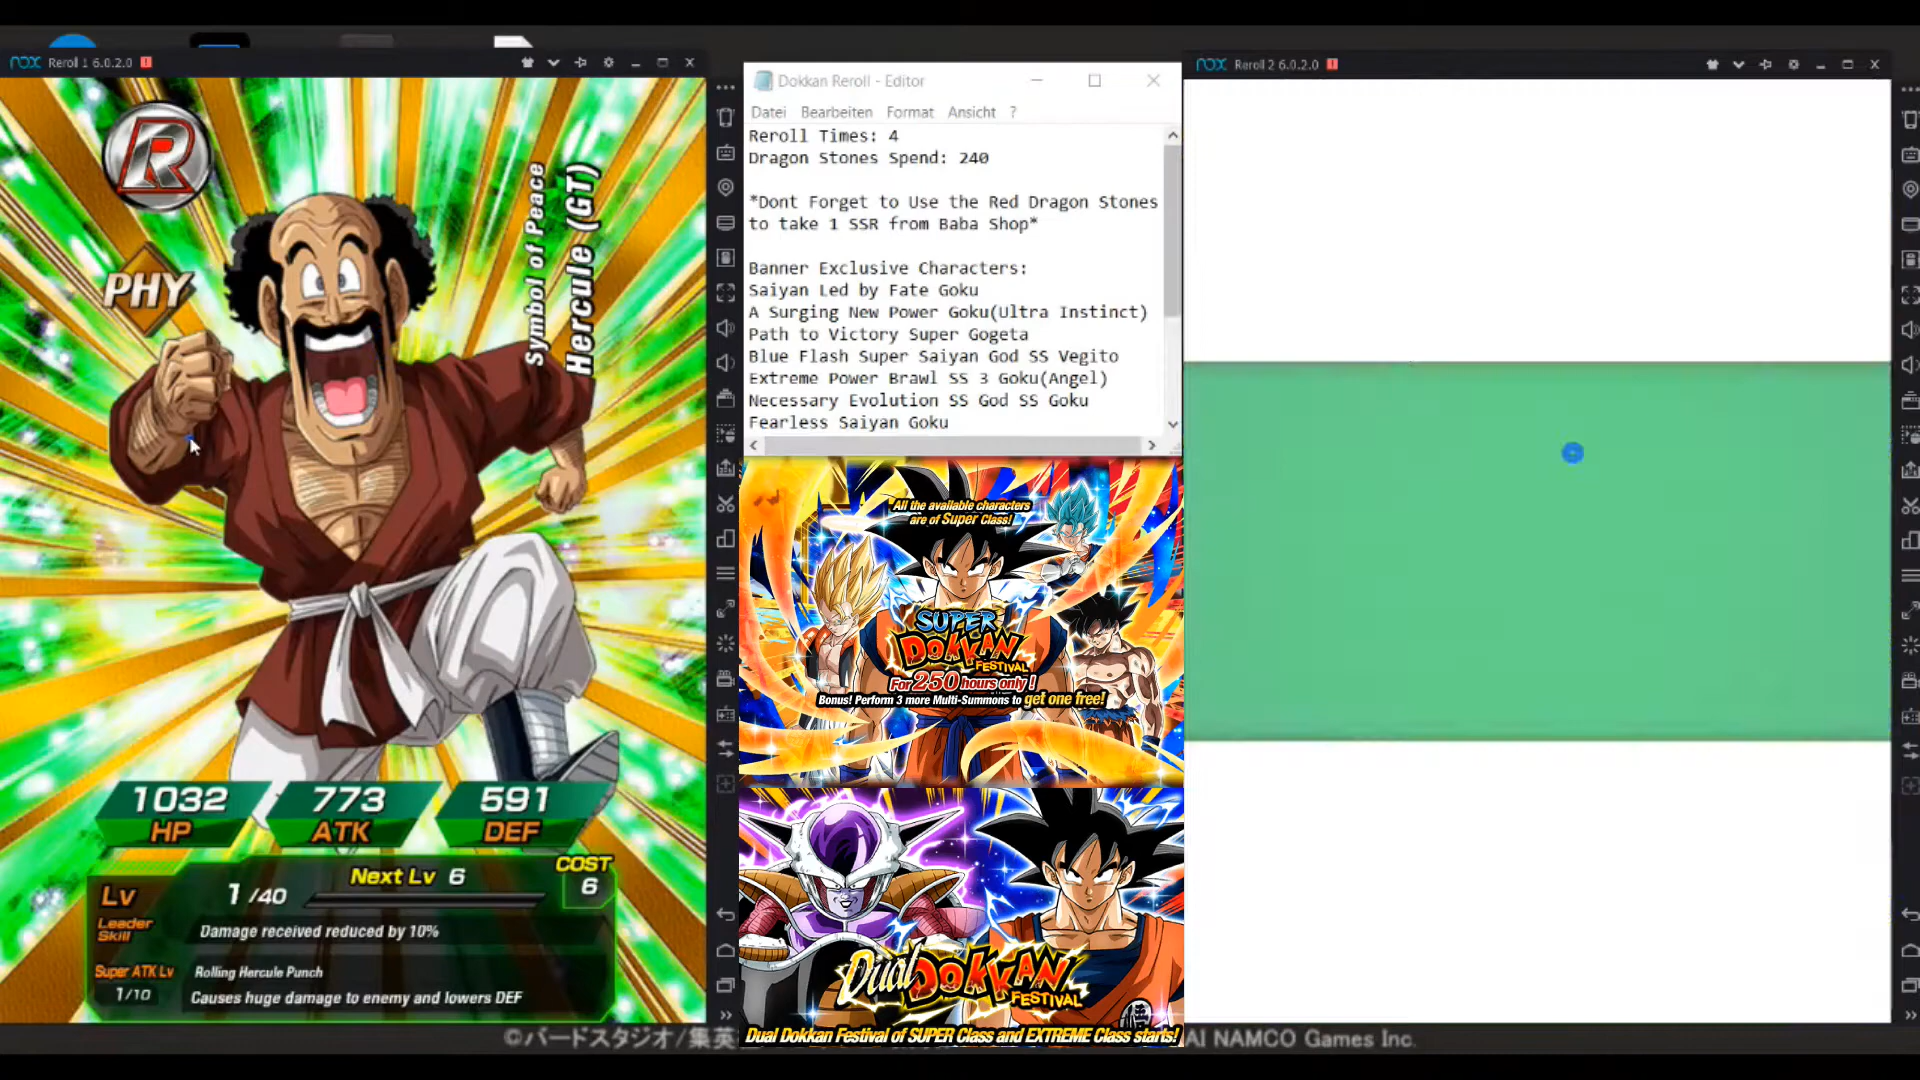 nox Reroll 1 6.0.2.0
R
PHY
Symbol of Peace
Hercule (GT)
1032
HP
773
ATK
591
DEF
COST
6
Next Lv 6
Lv
1 /40
Leader Skill
Damage received reduced by 10%
Super ATK Lv
1/10
Rolling Hercule Punch
Causes huge damage to enemy and lowers DEF
Dokkan Reroll - Editor
Datei Bearbeiten Format Ansicht ?
Reroll Times: 4
Dragon Stones Spend: 240
*Dont Forget to Use the Red Dragon Stones
to take 1 SSR from Baba Shop*
Banner Exclusive Characters:
Saiyan Led by Fate Goku
A Surging New Power Goku(Ultra Instinct)
Path to Victory Super Gogeta
Blue Flash Super Saiyan God SS Vegito
Extreme Power Brawl SS 3 Goku(Angel)
Necessary Evolution SS God SS Goku
Fearless Saiyan Goku
All the available characters
are of Super Class!
SUPER
DOKKAN
FESTIVAL
For 250 hours only!
Bonus! Perform 3 more Multi-Summons to get one free!
Dual DOKKAN
FESTIVAL
Dual Dokkan Festival of SUPER Class and EXTREME Class starts!
nox Reroll 2 6.0.2.0
©バードスタジオ/集英
AI NAMCO Games Inc.